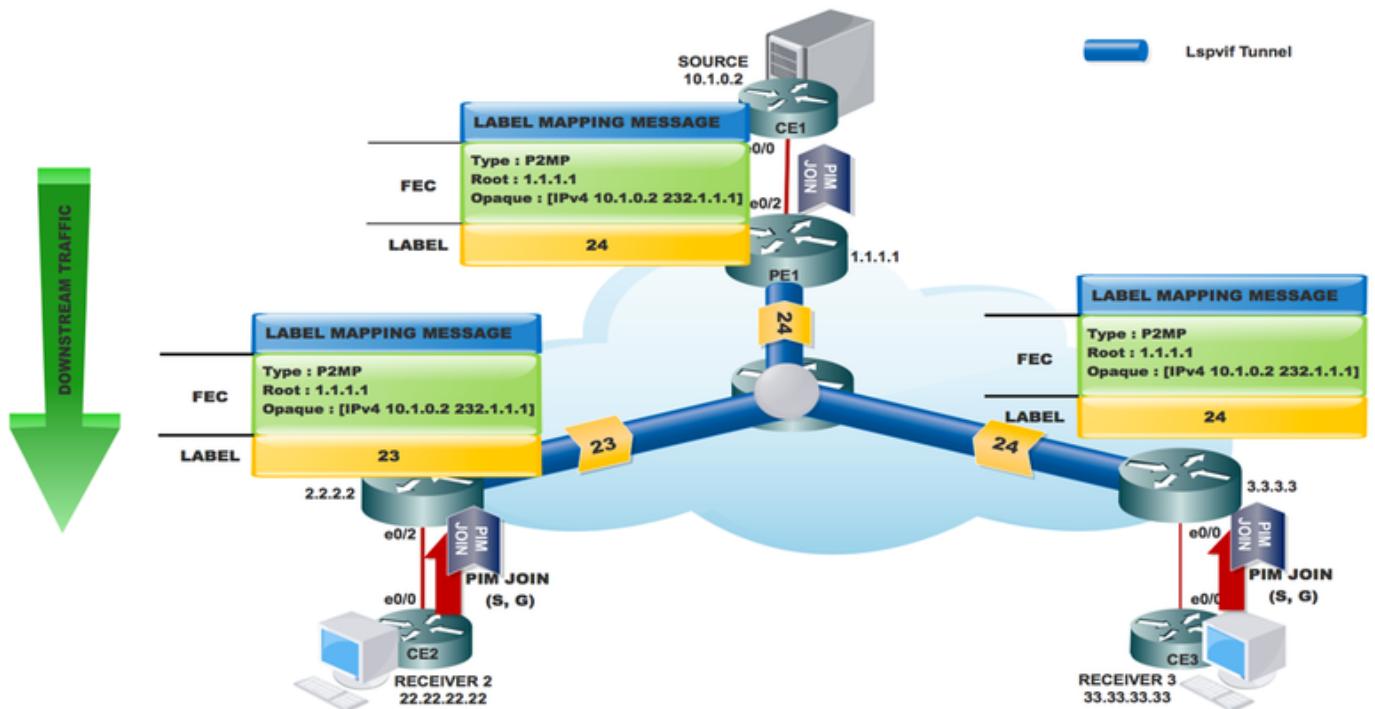 SOURCE
10.1.0.2
Lspvif Tunnel
CE1
e0/0
LABEL MAPPING MESSAGE
FEC
Type : P2MP
Root : 1.1.1.1
Opaque : [IPv4 10.1.0.2 232.1.1.1]
LABEL
24
PIM
JOIN
e0/2
1.1.1.1
PE1
DOWNSTREAM TRAFFIC
24
LABEL MAPPING MESSAGE
FEC
Type : P2MP
Root : 1.1.1.1
Opaque : [IPv4 10.1.0.2 232.1.1.1]
LABEL
23
23
LABEL MAPPING MESSAGE
FEC
Type : P2MP
Root : 1.1.1.1
Opaque : [IPv4 10.1.0.2 232.1.1.1]
LABEL
24
24
2.2.2.2
e0/2
PIM
JOIN
PIM JOIN
(S, G)
e0/0
CE2
RECEIVER 2
22.22.22.22
3.3.3.3
e0/0
PIM
JOIN
PIM JOIN
(S, G)
e0/0
CE3
RECEIVER 3
33.33.33.33